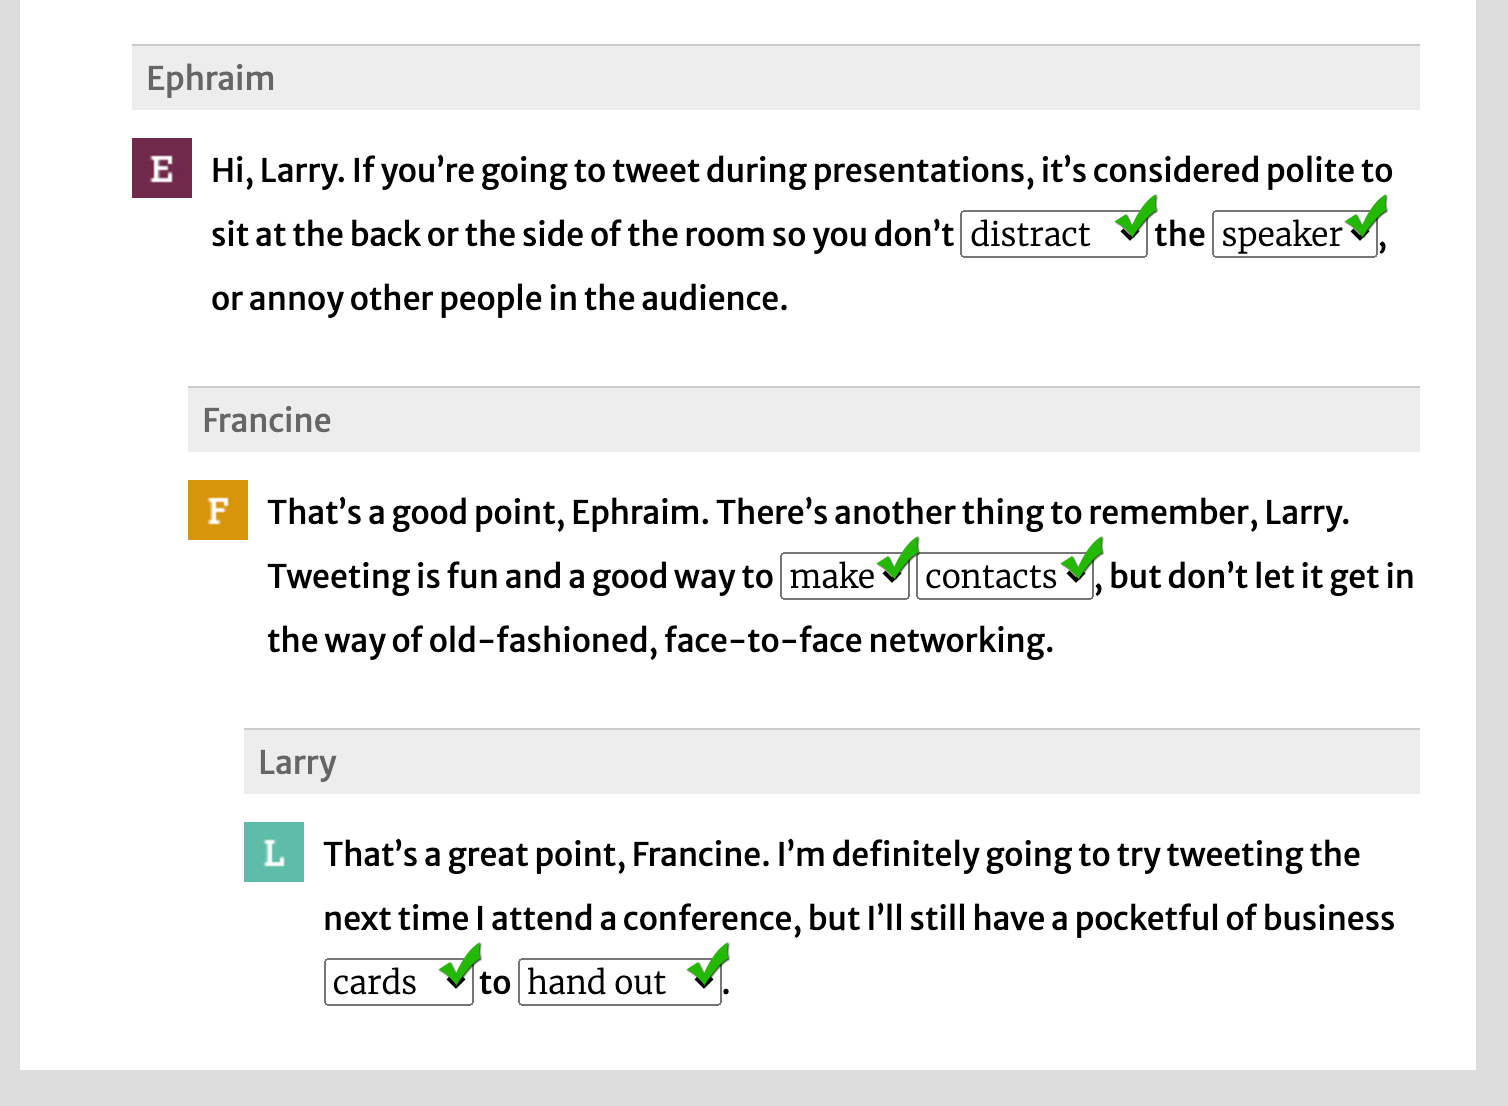 Ephraim
E
Hi, Larry. If you’re going to tweet during presentations, it’s considered polite to
sit at the back or the side of the room so you don’t distract the speaker,
or annoy other people in the audience.
Francine
F
That’s a good point, Ephraim. There’s another thing to remember, Larry.
Tweeting is fun and a good way to make contacts, but don’t let it get in
the way of old-fashioned, face-to-face networking.
Larry
L
That’s a great point, Francine. I’m definitely going to try tweeting the
next time I attend a conference, but I’ll still have a pocketful of business
cards to hand out.